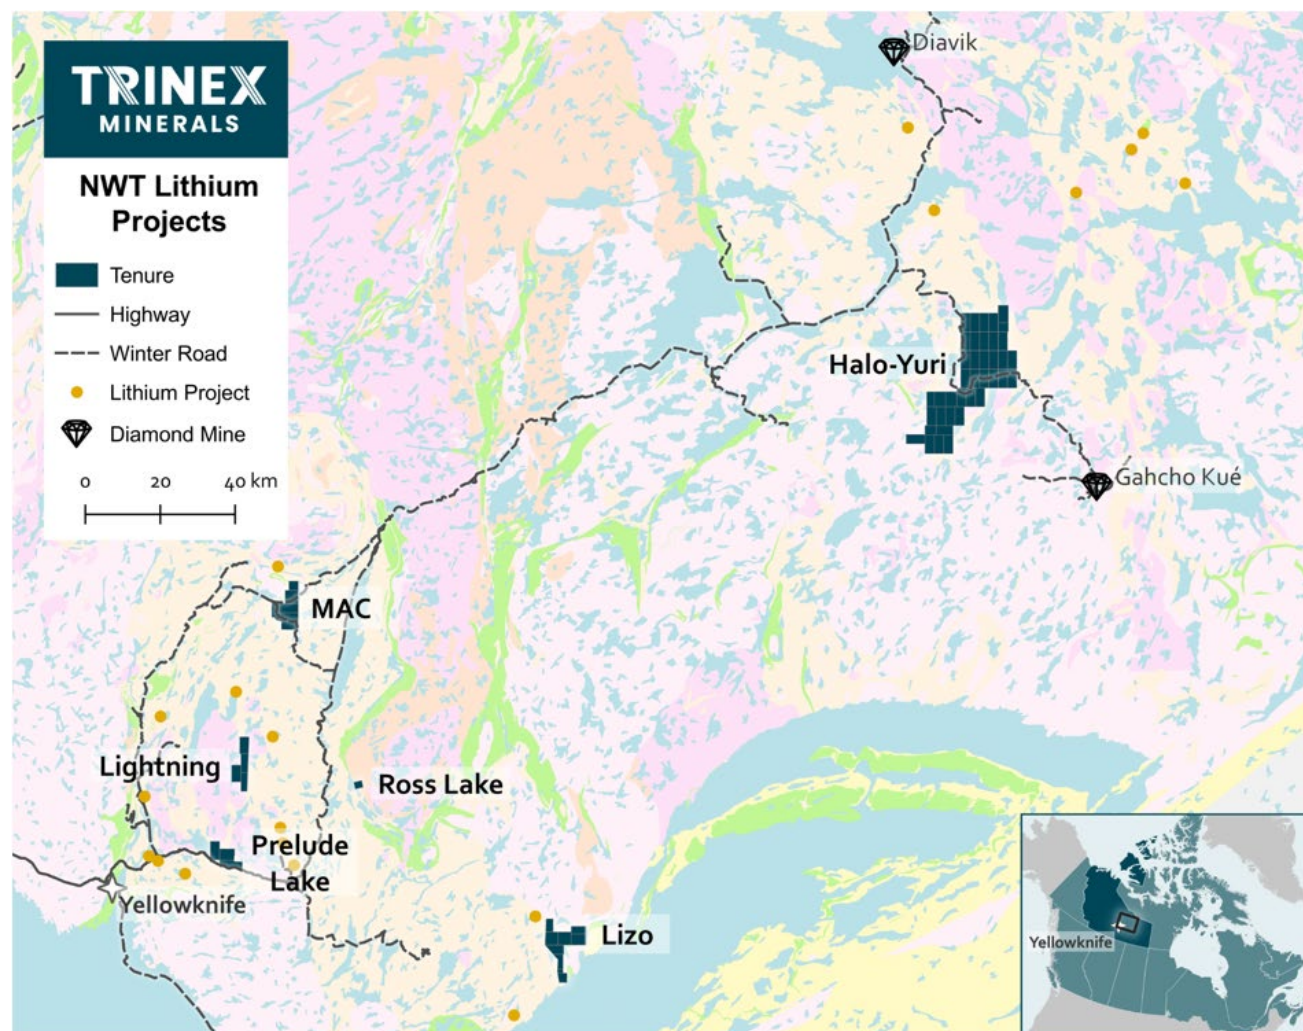 TRINEX
MINERALS
NWT Lithium
Projects
Tenure
Highway
Winter Road
Lithium Project
Diamond Mine
0 20 40 km
Diavik
Halo-Yuri
Gahcho Kué
MAC
Lightning
Ross Lake
Prelude
Lake
Yellowknife
Lizo
Yellowknife